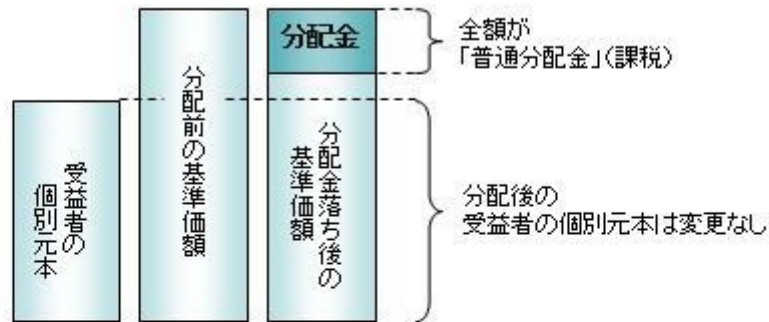 受益者の
個別元本
分配前の基準価額
分配金
分配金落ち後の
基準価額
全額が
「普通分配金」(課税)
分配後の
受益者の個別元本は変更なし